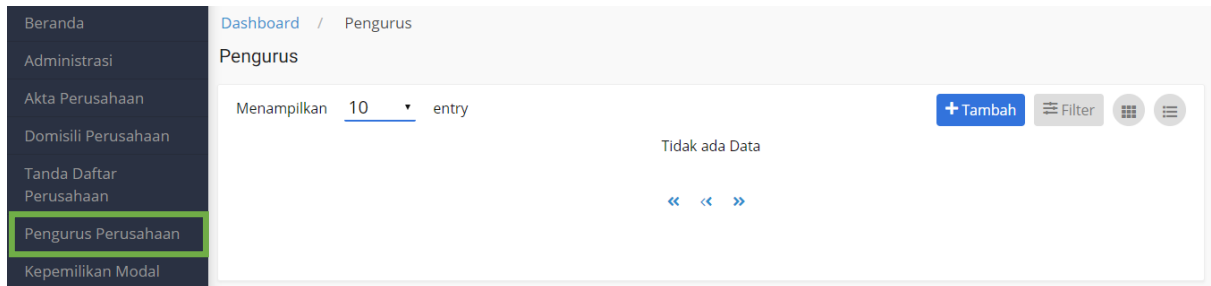 Beranda
Administrasi
Akta Perusahaan
Domisili Perusahaan
Tanda Daftar
Perusahaan
Pengurus Perusahaan
Kepemilikan Modal
Dashboard / Pengurus
Pengurus
Menampilkan 10 entry
+ Tambah Filter
Tidak ada Data